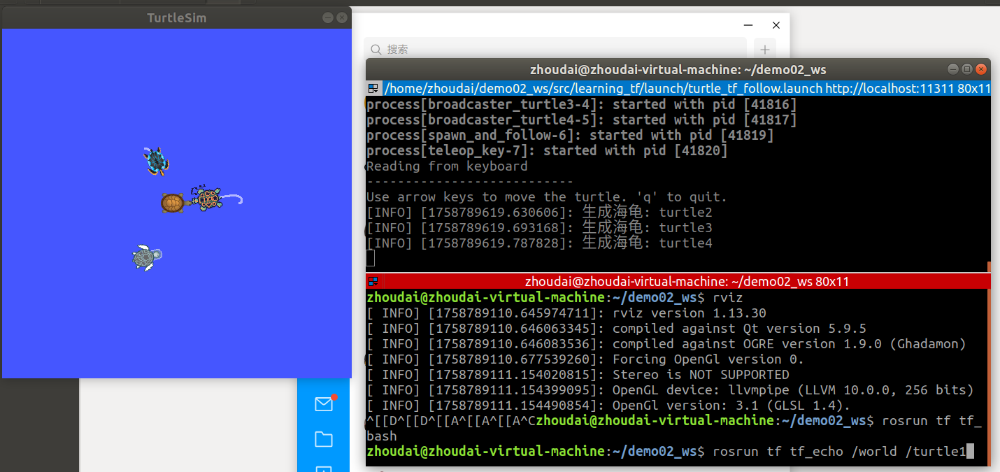 TurtleSim
搜索
zhoudai@zhoudai-virtual-machine: ~/demo02_ws
/home/zhoudai/demo02_ws/src/learning_tf/launch/turtle_tf_follow.launch http://localhost:11311 80x11
process[broadcaster_turtle3-4]: started with pid [41816]
process[broadcaster_turtle4-5]: started with pid [41817]
process[spawn_and_follow-6]: started with pid [41819]
process[teleop_key-7]: started with pid [41820]
Reading from keyboard
---------------------------
Use arrow keys to move the turtle. 'q' to quit.
[INFO] [1758789619.630606]: 生成海龟: turtle2
[INFO] [1758789619.693168]: 生成海龟: turtle3
[INFO] [1758789619.787828]: 生成海龟: turtle4
zhoudai@zhoudai-virtual-machine: ~/demo02_ws 80x11
zhoudai@zhoudai-virtual-machine:~/demo02_ws$ rviz
[ INFO] [1758789110.645974711]: rviz version 1.13.30
[ INFO] [1758789110.646063345]: compiled against Qt version 5.9.5
[ INFO] [1758789110.646083536]: compiled against OGRE version 1.9.0 (Ghadamon)
[ INFO] [1758789110.677539260]: Forcing OpenGl version 0.
[ INFO] [1758789111.154020815]: Stereo is NOT SUPPORTED
[ INFO] [1758789111.154399095]: OpenGL device: llvmpipe (LLVM 10.0.0, 256 bits)
[ INFO] [1758789111.154490854]: OpenGl version: 3.1 (GLSL 1.4).
^[[D^[[D^[[A^[[A^[[A^Czhoudai@zhoudai-virtual-machine:~/demo02_ws$ rosrun tf tf_
bash
zhoudai@zhoudai-virtual-machine:~/demo02_ws$ rosrun tf tf_echo /world /turtle1